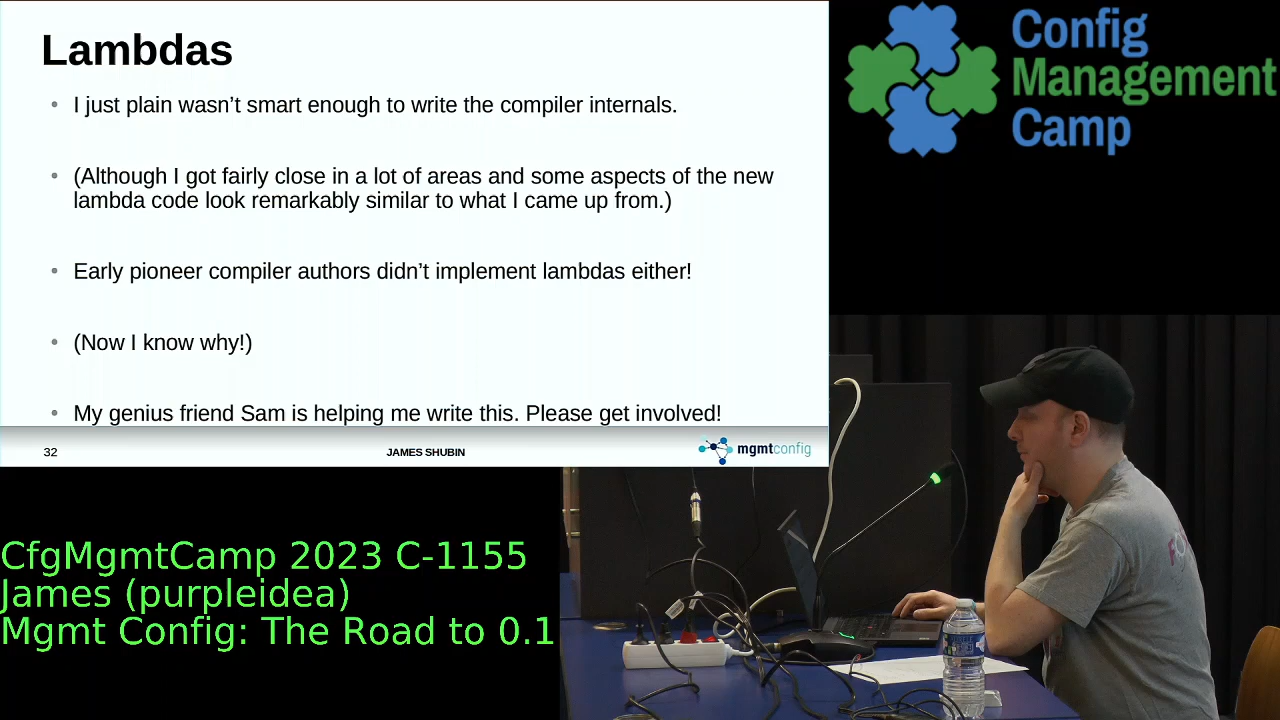 Lambdas
I just plain wasn't smart enough to write the compiler internals.
(Although I got fairly close in a lot of areas and some aspects of the new
lambda code look remarkably similar to what I came up from.)
Early pioneer compiler authors didn't implement lambdas either!
(Now I know why!)
My genius friend Sam is helping me write this. Please get involved!
32
JAMES SHUBIN
mgmtconfig
Config
Management
Camp
CfgMgmtCamp 2023 C-1155
James (purpleidea)
Mgmt Config: The Road to 0.1